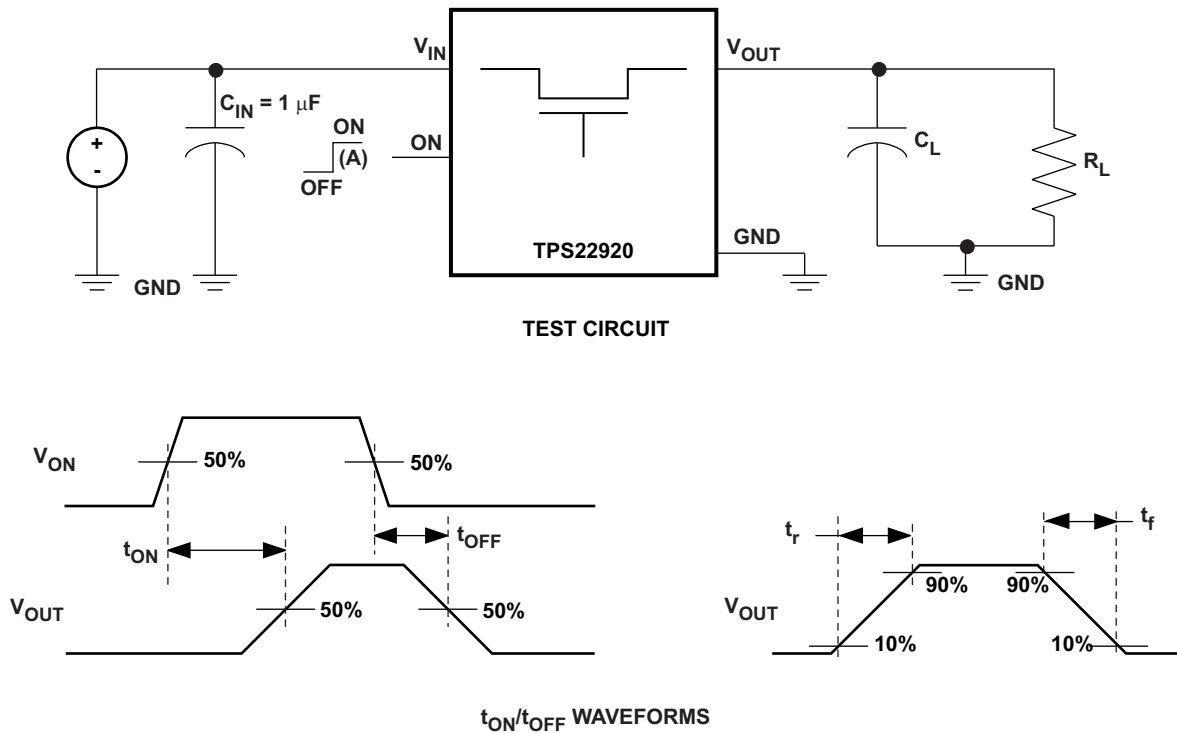 V_IN
V_OUT
C_IN = 1 μF
+
-
ON
(A)
OFF
ON
C_L
R_L
GND
TPS22920
GND
GND
TEST CIRCUIT
V_ON
50%
50%
t_ON
t_OFF
V_OUT
50%
50%
t_r
t_f
90%
90%
V_OUT
10%
10%
t_ON/t_OFF WAVEFORMS